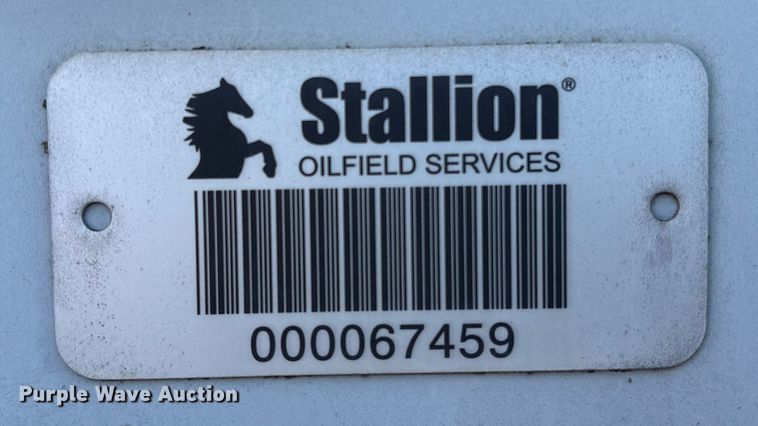 Stallion®
OILFIELD SERVICES
000067459
Purple Wave Auction